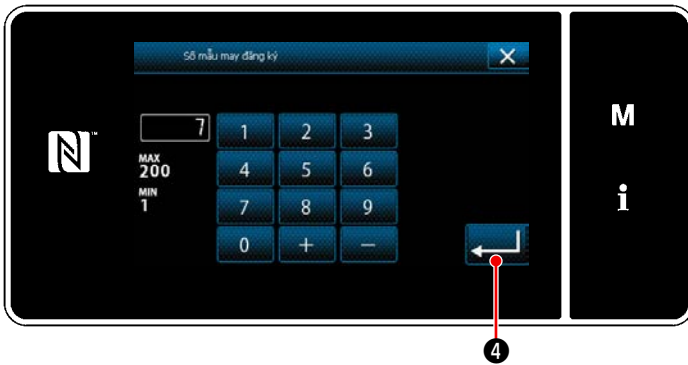 Số mẫu may đăng ký
7
1 2 3
MAX
200
4 5 6
MIN
1
7 8 9
0 + −
M
i
N™
4